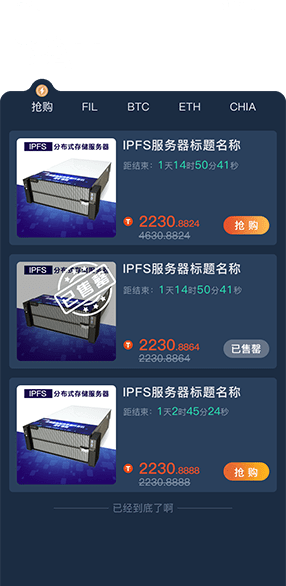 抢购 FIL BTC ETH CHIA
IPFS 分布式存储服务器
IPFS服务器标题名称
距结束：1天14时50分41秒
2230.8824
4630.8824
抢 购
IPFS 分布式存储服务器
已售罄
IPFS服务器标题名称
距结束：1天14时50分41秒
2230.8864
2230.8864
已售罄
IPFS 分布式存储服务器
IPFS服务器标题名称
距结束：1天2时45分24秒
2230.8888
2230.8888
抢 购
已经到底了啊